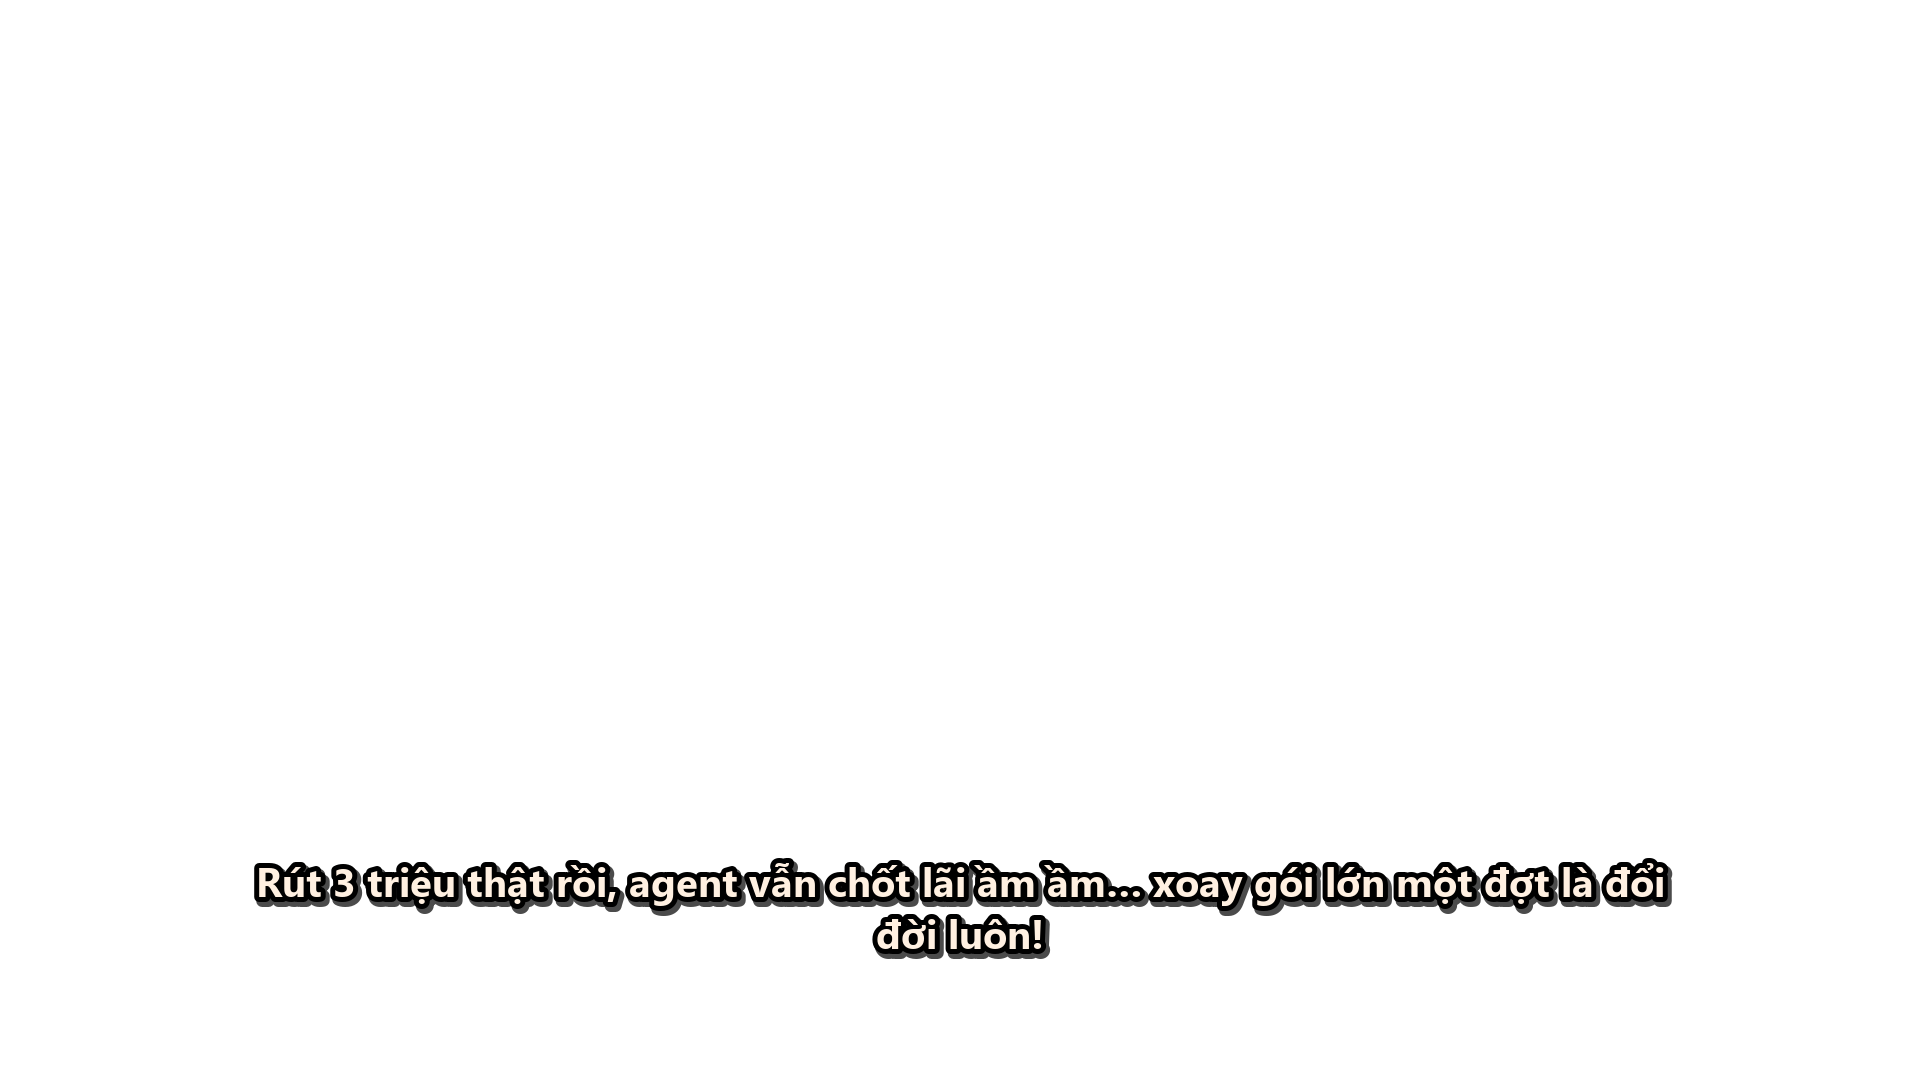 Rút 3 triệu thật rồi, agent vẫn chốt lãi ầm ầm... xoay gói lớn một đợt là đổi
đời luôn!